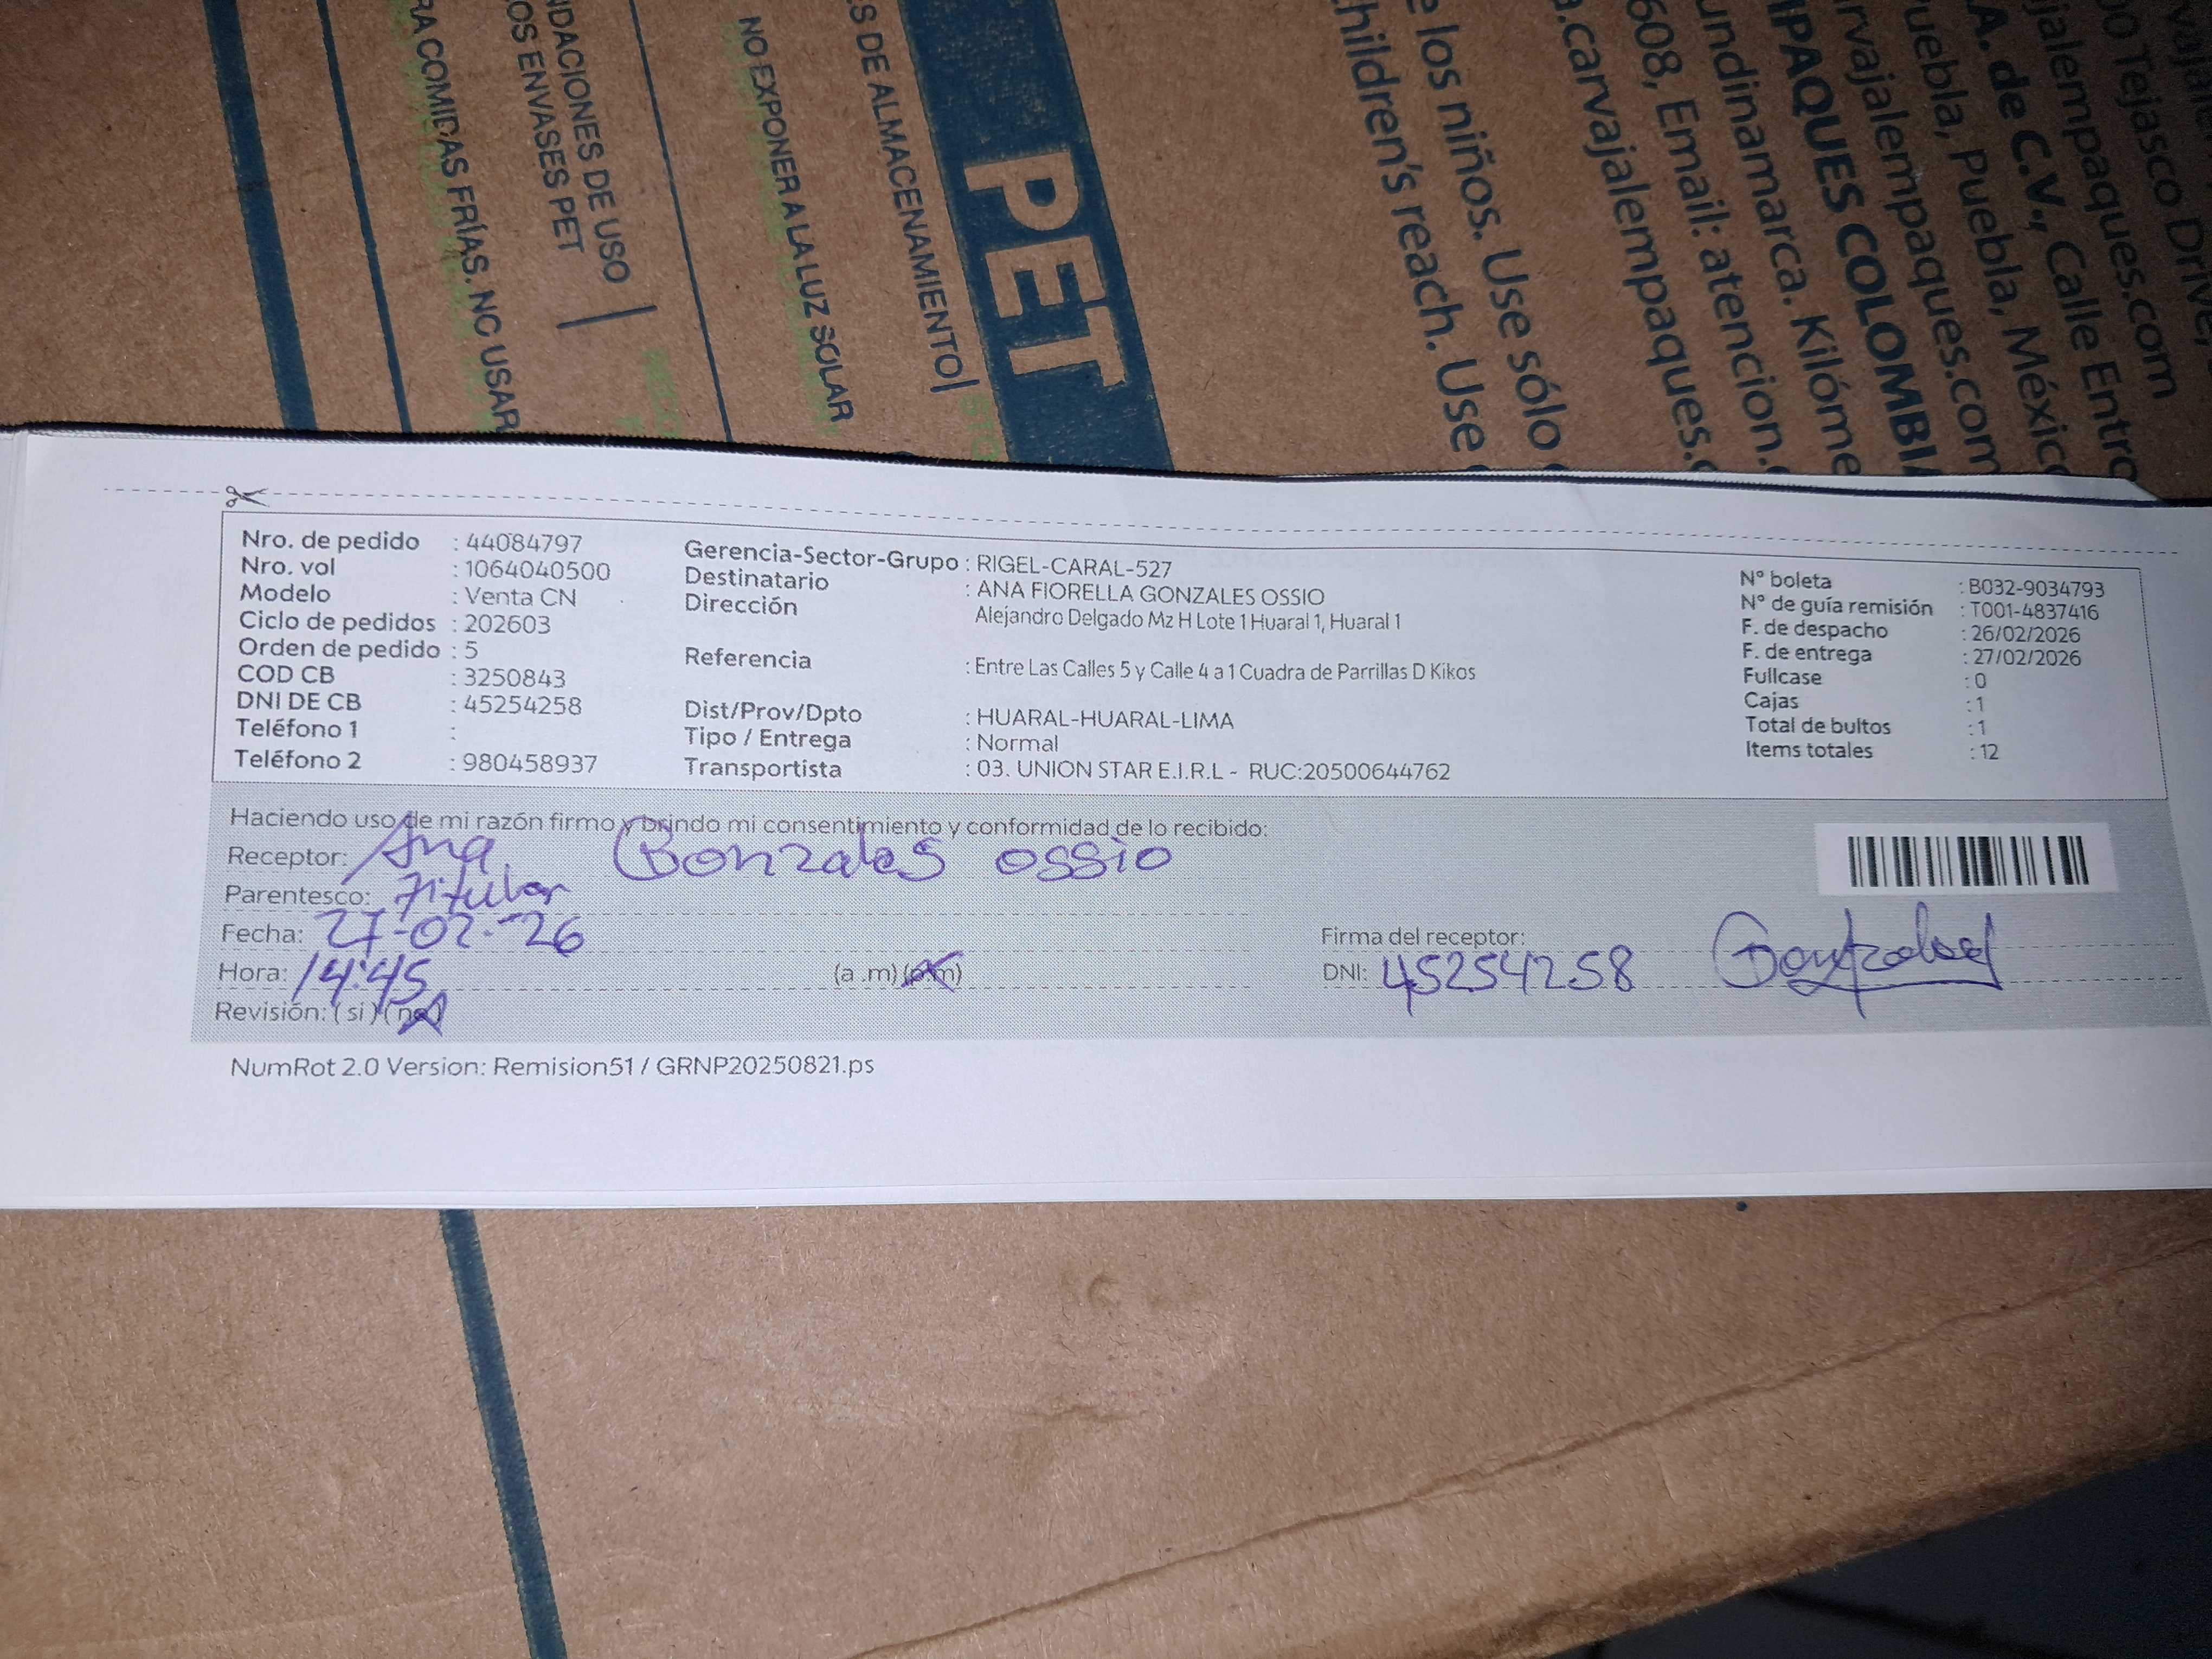 RA COMIDAS FRÍAS. NO USAR
NDACIONES DE USO
OS ENVASES PET
NO EXPONER A LA LUZ SOLAR
S DE ALMACENAMIENTO
PET
children's reach. Use
e los niños. Use sólo
a.carvajalempaques.c
608, Email: atencion.
undinamarca. Kilóme
MPAQUES COLOMBI
rvajalempaques.com
Puebla, Puebla, México
.A. de C.V., Calle Entro
jalempaques.com
00 Tejasco Drive,
Nro. de pedido : 44084797
Nro. vol : 1064040500
Modelo : Venta CN
Ciclo de pedidos : 202603
Orden de pedido : 5
COD CB : 3250843
DNI DE CB : 45254258
Teléfono 1 :
Teléfono 2 : 980458937
Gerencia-Sector-Grupo : RIGEL-CARAL-527
Destinatario : ANA FIORELLA GONZALES OSSIO
Dirección Alejandro Delgado Mz H Lote 1 Huaral 1, Huaral 1
Referencia : Entre Las Calles 5 y Calle 4 a 1 Cuadra de Parrillas D Kikos
Dist/Prov/Dpto : HUARAL-HUARAL-LIMA
Tipo / Entrega : Normal
Transportista : 03. UNION STAR E.I.R.L - RUC:20500644762
N° boleta : B032-9034793
N° de guía remisión : T001-4837416
F. de despacho : 26/02/2026
F. de entrega : 27/02/2026
Fullcase : 0
Cajas : 1
Total de bultos : 1
Items totales : 12
Haciendo uso de mi razón firmo y brindo mi consentimiento y conformidad de lo recibido:
Receptor: Ana Gonzales Ossio
Parentesco: Titular
Fecha: 27-02-26
Hora: 14:45 (a .m) (p.m)
Revisión: ( si ) ( no )
Firma del receptor: Gonzales
DNI: 45254258
NumRot 2.0 Version: Remision51 / GRNP20250821.ps